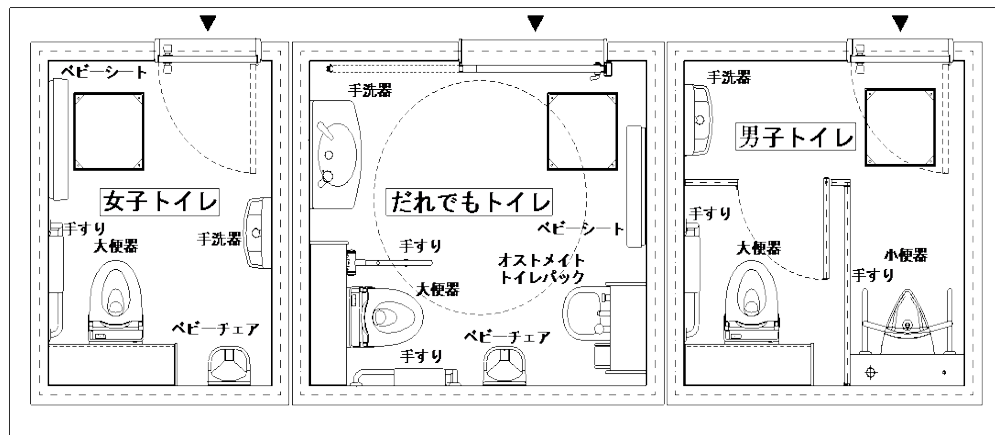 ベビーシート
女子トイレ
手すり
大便器
手洗器
ベビーチェア
手洗器
だれでもトイレ
ベビーシート
手すり
オストメイト
トイレパック
大便器
ベビーチェア
手すり
手洗器
男子トイレ
手すり
大便器
小便器
手すり